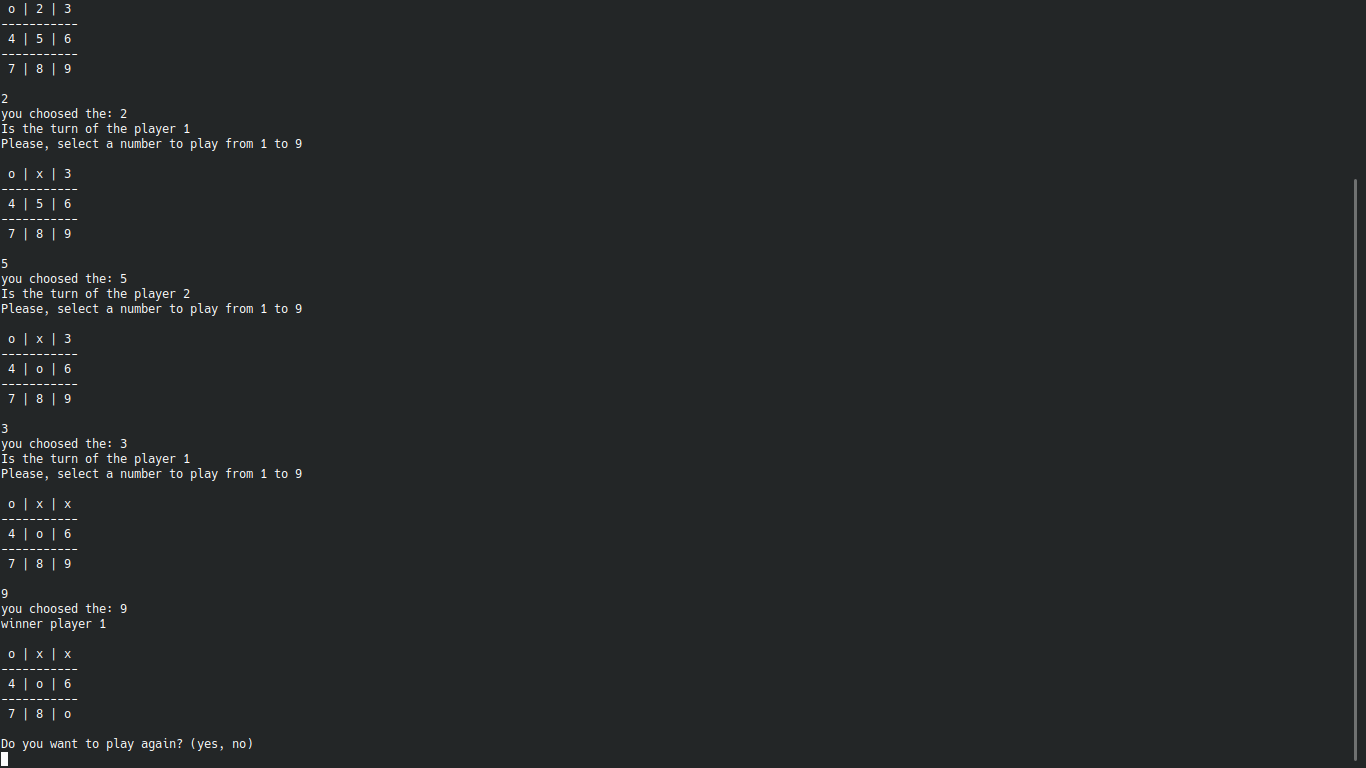 o | 2 | 3
-----------
4 | 5 | 6
-----------
7 | 8 | 9
2
you choosed the: 2
Is the turn of the player 1
Please, select a number to play from 1 to 9
o | x | 3
-----------
4 | 5 | 6
-----------
7 | 8 | 9
5
you choosed the: 5
Is the turn of the player 2
Please, select a number to play from 1 to 9
o | x | 3
-----------
4 | o | 6
-----------
7 | 8 | 9
3
you choosed the: 3
Is the turn of the player 1
Please, select a number to play from 1 to 9
o | x | x
-----------
4 | o | 6
-----------
7 | 8 | 9
9
you choosed the: 9
winner player 1
o | x | x
-----------
4 | o | 6
-----------
7 | 8 | o
Do you want to play again? (yes, no)